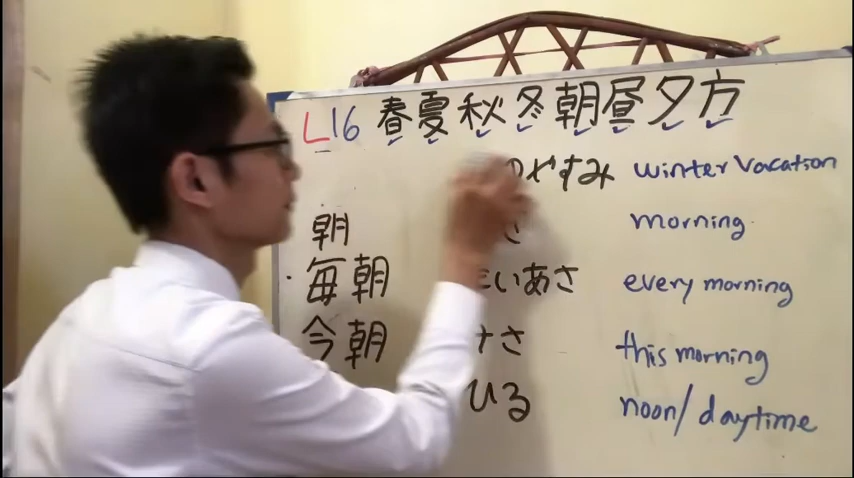 L16 春夏秋冬朝昼夕方
やすみ winter vacation
朝 さ morning
毎朝 いあさ every morning
今朝 さ this morning
ひる noon/daytime